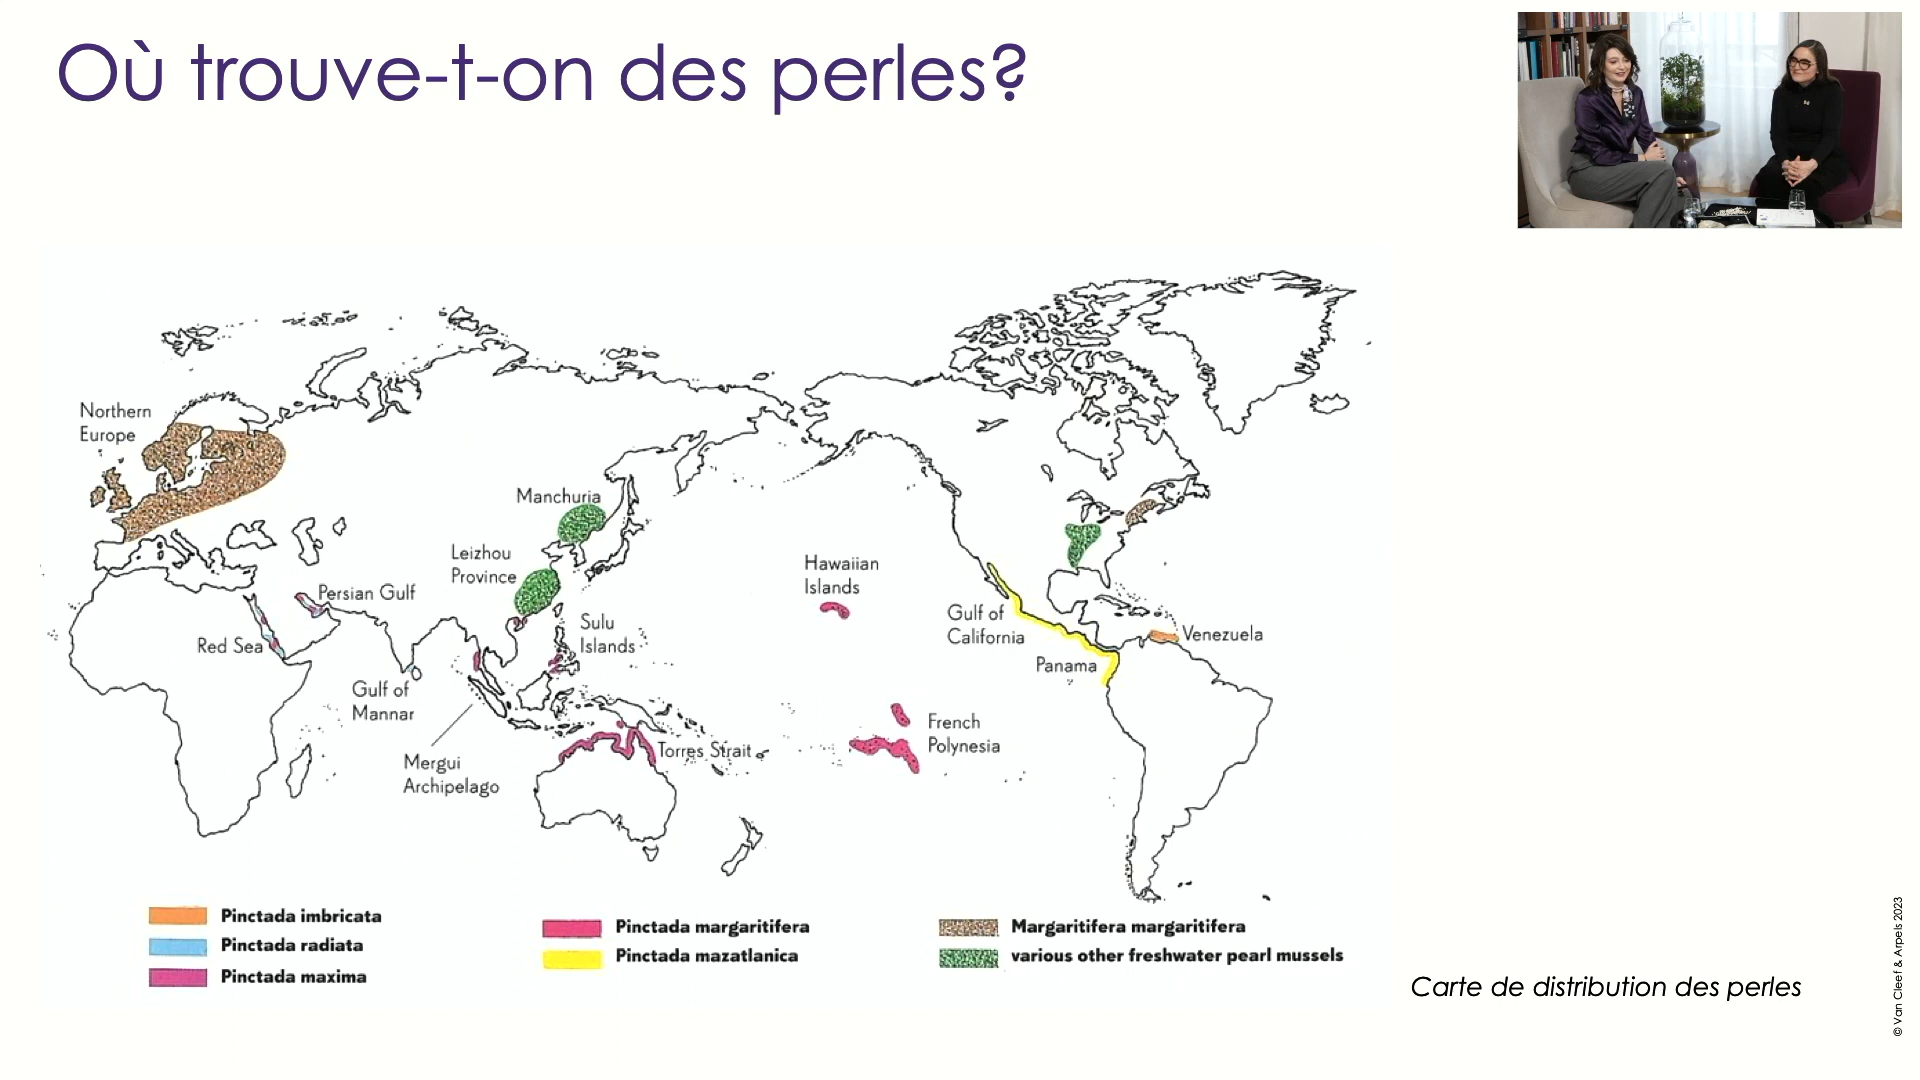 Où trouve-t-on des perles?
Northern
Europe
Manchuria
Leizhou
Province
Hawaiian
Islands
Persian Gulf
Sulu
Islands
Gulf of
California
Red Sea
Venezuela
Panama
Gulf of
Mannar
French
Polynesia
Torres Strait
Mergui
Archipelago
Pinctada imbricata
Pinctada radiata
Pinctada maxima
Pinctada margaritifera
Pinctada mazatlanica
Margaritifera margaritifera
various other freshwater pearl mussels
Carte de distribution des perles
© Van Cleef & Arpels 2023